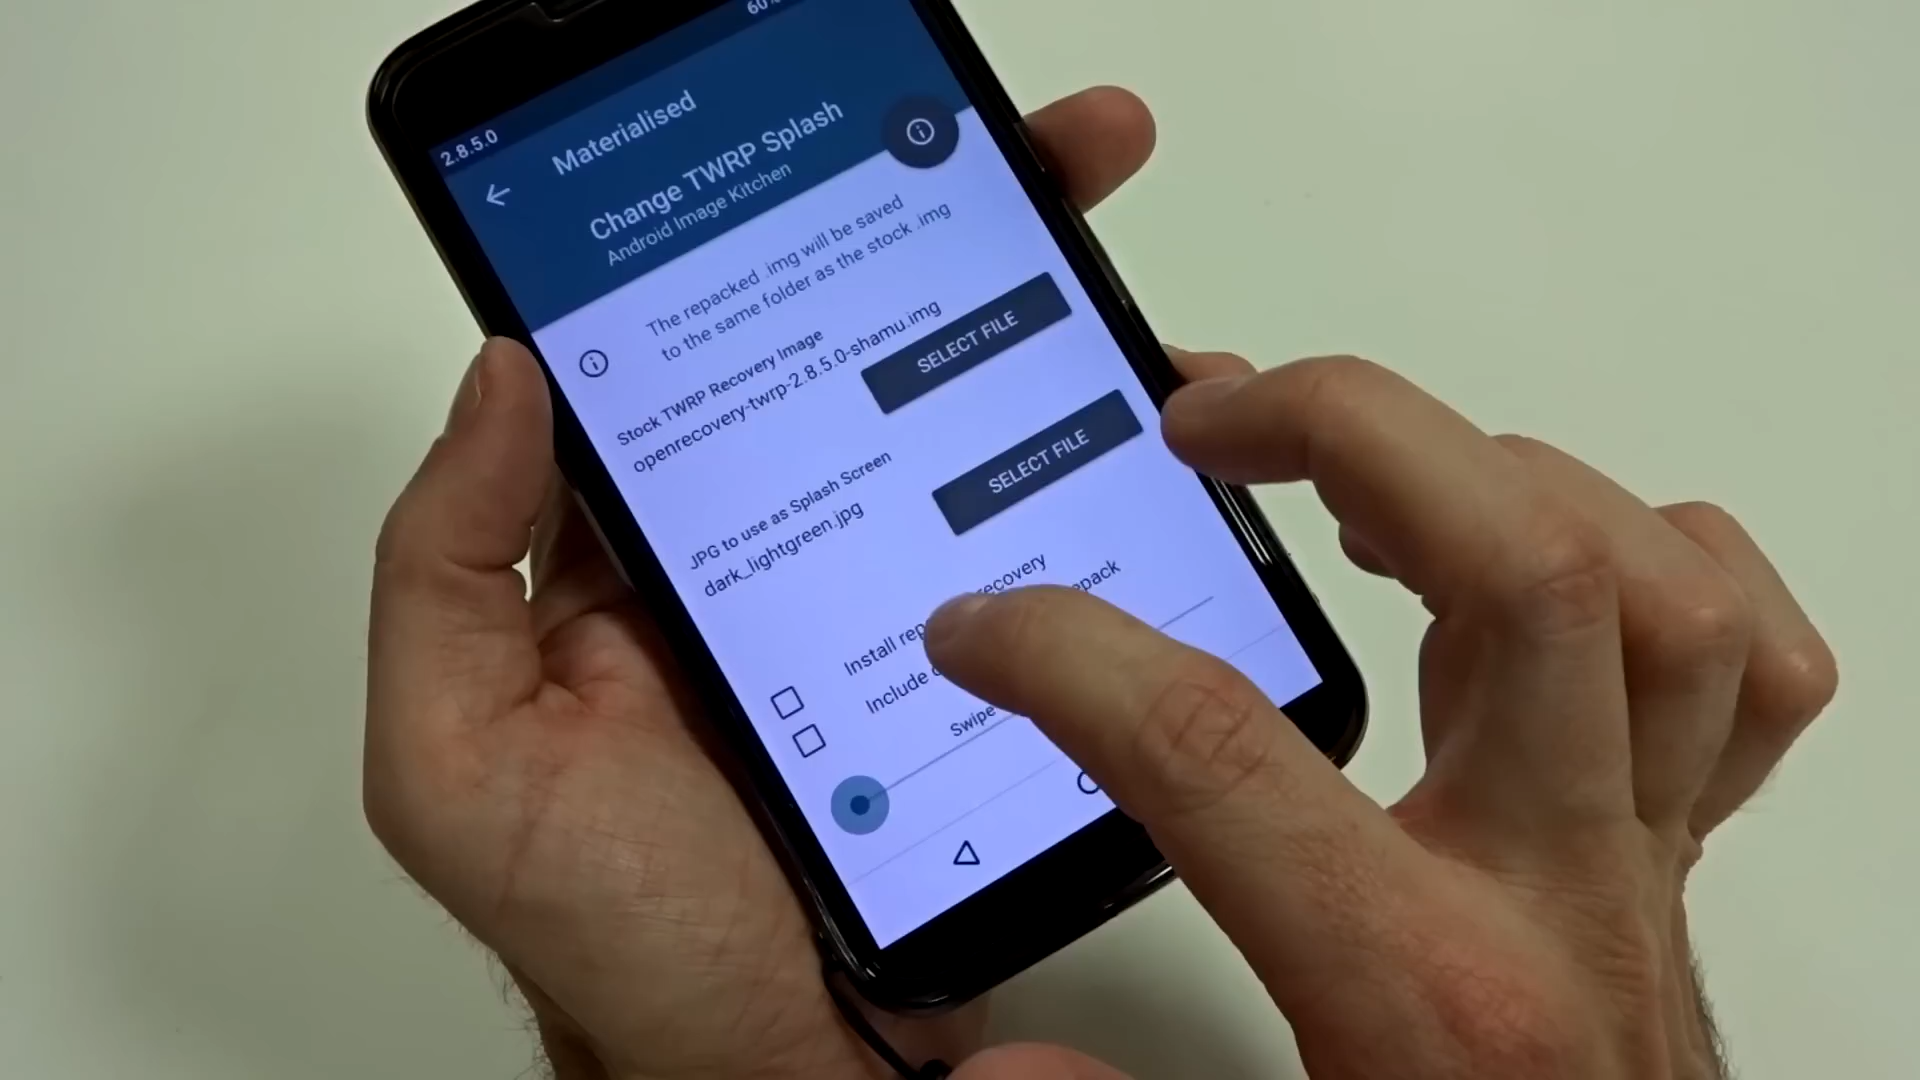 60%
2.8.5.0
Materialised
Change TWRP Splash
Android Image Kitchen
The repacked .img will be saved
to the same folder as the stock .img
Stock TWRP Recovery Image
openrecovery-twrp-2.8.5.0-shamu.img
SELECT FILE
JPG to use as Splash Screen
dark_lightgreen.jpg
SELECT FILE
Install recovery
Include
Swipe